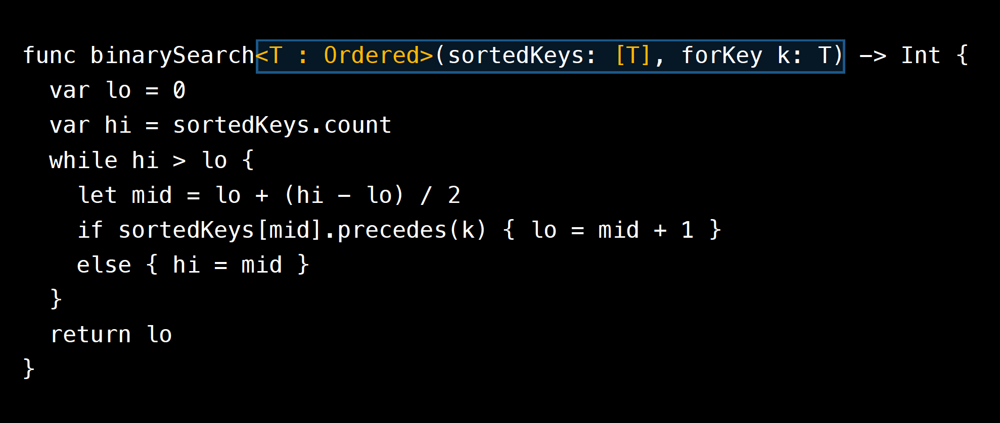 func binarySearch<T : Ordered>(sortedKeys: [T], forKey k: T) -> Int {
  var lo = 0
  var hi = sortedKeys.count
  while hi > lo {
    let mid = lo + (hi - lo) / 2
    if sortedKeys[mid].precedes(k) { lo = mid + 1 }
    else { hi = mid }
  }
  return lo
}